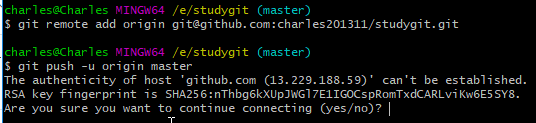 charles@Charles MINGW64 /e/studygit (master)
$ git remote add origin git@github.com:charles201311/studygit.git
charles@Charles MINGW64 /e/studygit (master)
$ git push -u origin master
The authenticity of host 'github.com (13.229.188.59)' can't be established.
RSA key fingerprint is SHA256:nThbg6kXUpJWGl7E1IGOCspRomTxdCARLviKw6E5SY8.
Are you sure you want to continue connecting (yes/no)?